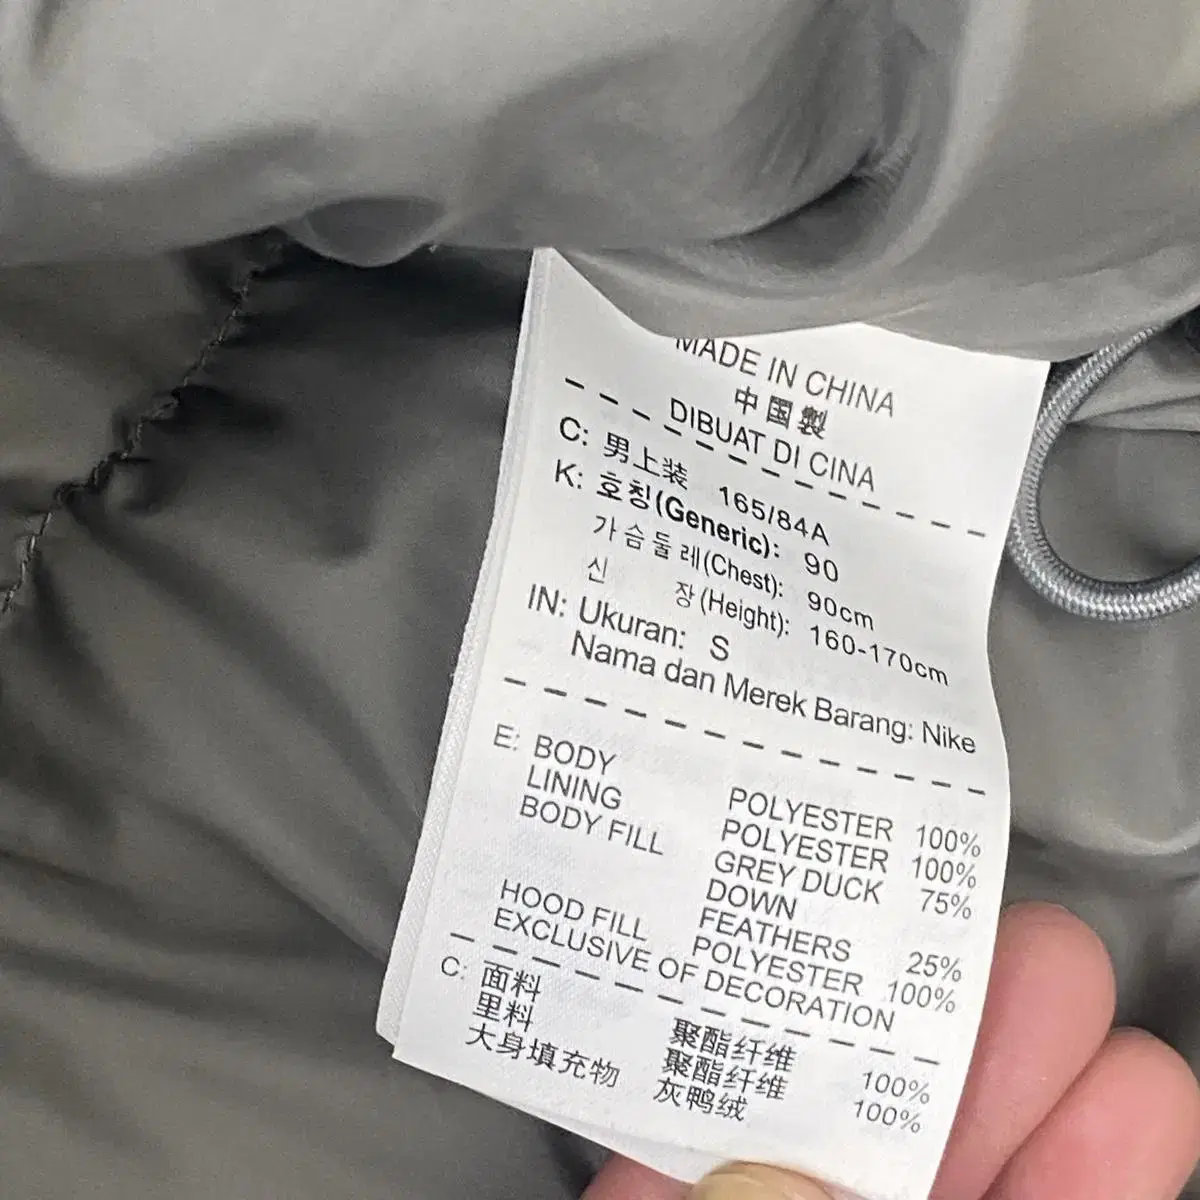 MADE IN CHINA
中国製
DIBUAT DI CINA
C: 男上装 165/84A
K: 호칭(Generic): 90
가슴둘레(Chest): 90cm
신 장(Height): 160-170cm
IN: Ukuran: S
Nama dan Merek Barang: Nike
E: BODY POLYESTER 100%
LINING POLYESTER 100%
BODY FILL GREY DUCK 75%
DOWN
FEATHERS 25%
HOOD FILL POLYESTER 100%
EXCLUSIVE OF DECORATION
C: 面料 聚酯纤维 100%
里料 聚酯纤维 100%
大身填充物 灰鸭绒